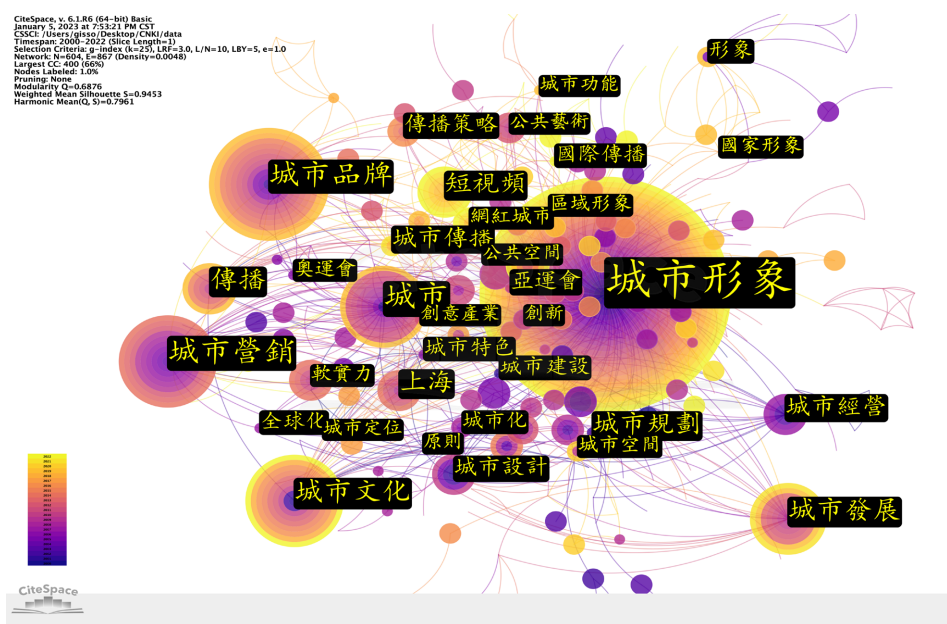 CiteSpace, v. 6.1.R6 (64-bit) Basic
January 5, 2023 at 7:53:21 PM CST
CSSCI: /Users/gisso/Desktop/CNKI/data
Timespan: 2000-2022 (Slice Length=1)
Selection Criteria: g-index (k=25), LRF=3.0, L/N=10, LBY=5, e=1.0
Network: N=604, E=867 (Density=0.0048)
Largest CC: 400 (66%)
Nodes Labeled: 1.0%
Pruning: None
Modularity Q=0.6876
Weighted Mean Silhouette S=0.9453
Harmonic Mean(Q, S)=0.7961
形象
城市功能
傳播策略
公共藝術
國家形象
國際傳播
城市品牌
短視頻
區域形象
網紅城市
城市傳播
公共空間
奧運會
傳播
亞運會
城市形象
城市
創意產業
創新
城市營銷
城市特色
城市建設
軟實力
上海
城市經營
全球化
城市定位
城市化
城市規劃
原則
城市空間
城市設計
城市文化
城市發展
CiteSpace